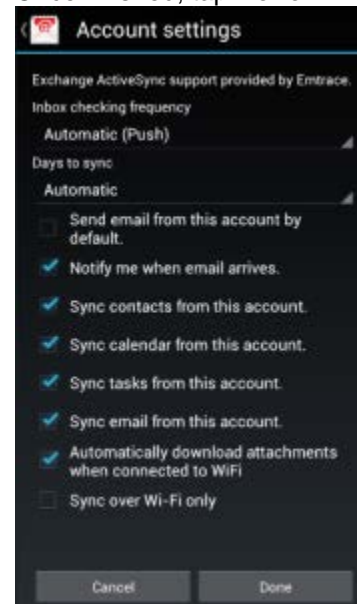 Account settings
Exchange ActiveSync support provided by Emtrace.
Inbox checking frequency
Automatic (Push)
Days to sync
Automatic
Send email from this account by
default.
Notify me when email arrives.
Sync contacts from this account.
Sync calendar from this account.
Sync tasks from this account.
Sync email from this account.
Automatically download attachments
when connected to WiFi
Sync over Wi-Fi only
Cancel
Done